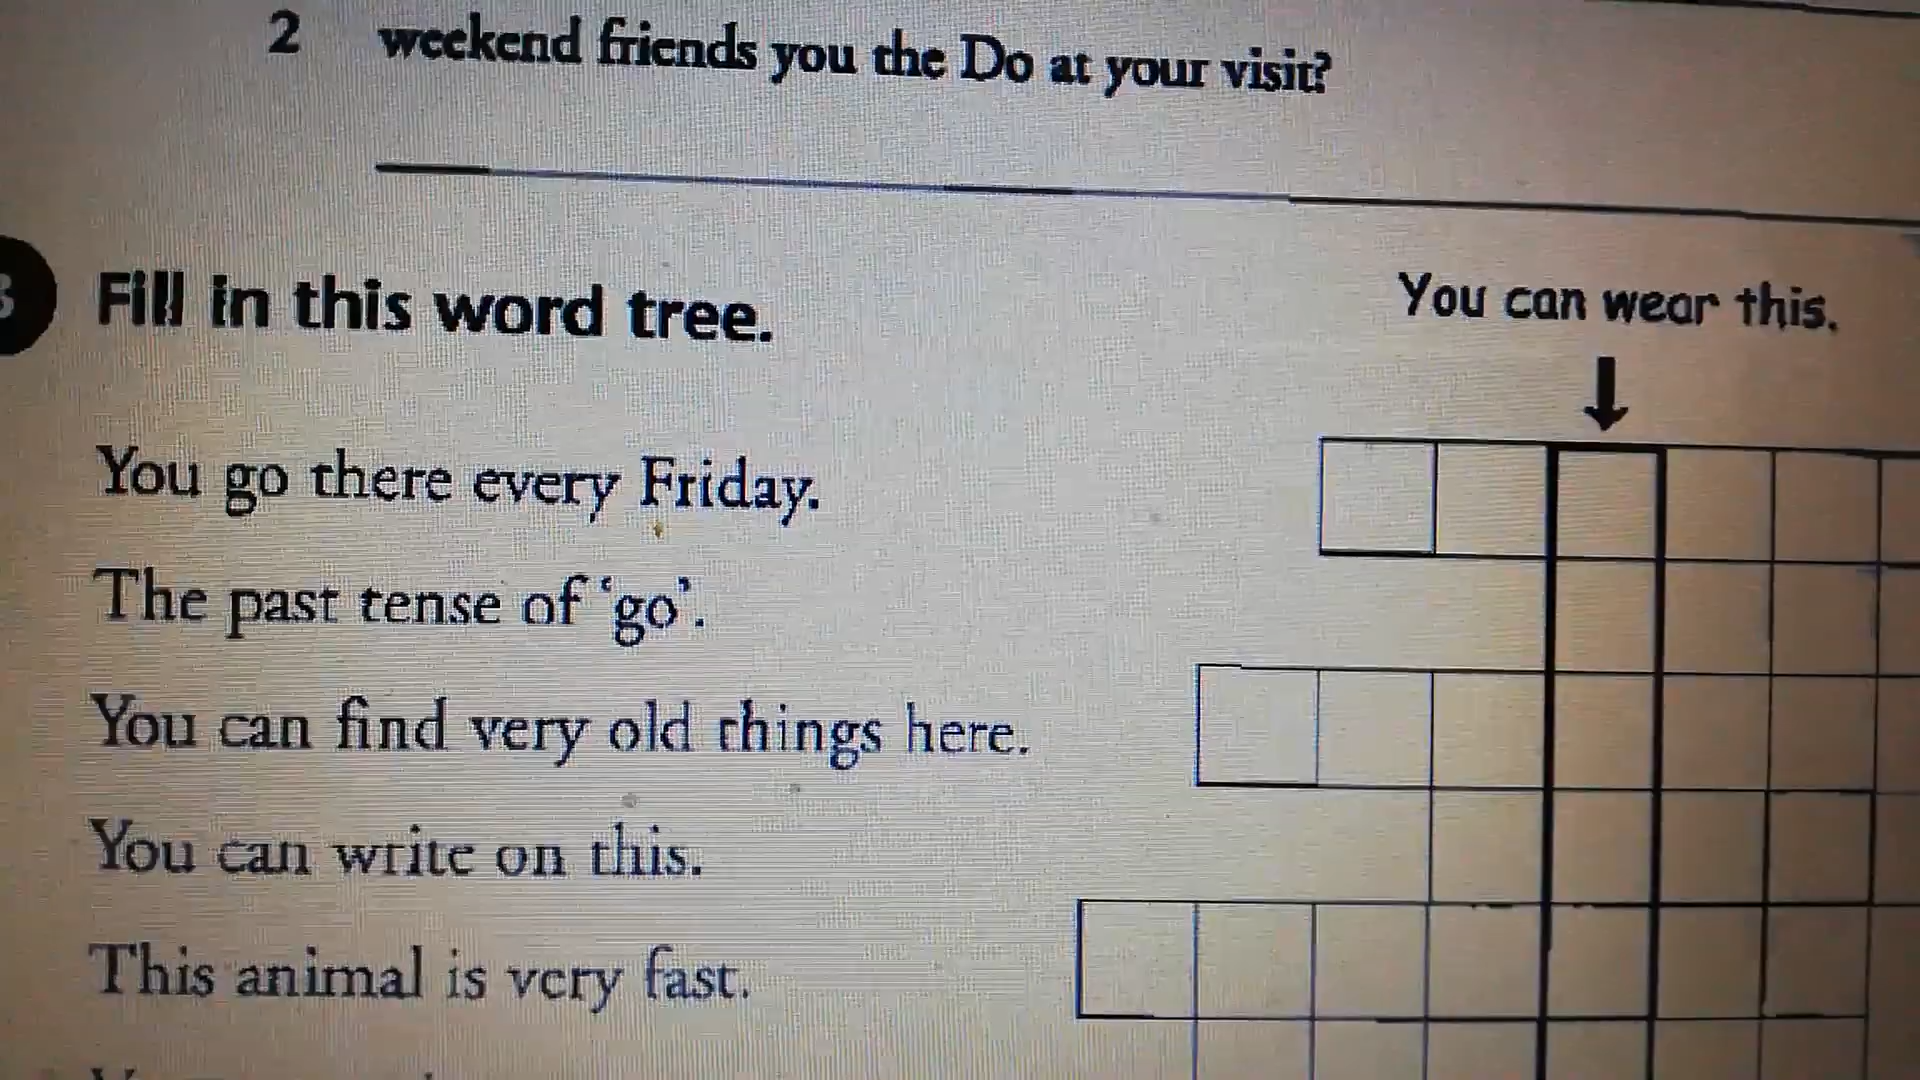 2 weekend friends you the Do at your visit?
Fill in this word tree.
You can wear this.
You go there every Friday.
The past tense of ‘go’.
You can find very old things here.
You can write on this.
This animal is very fast.